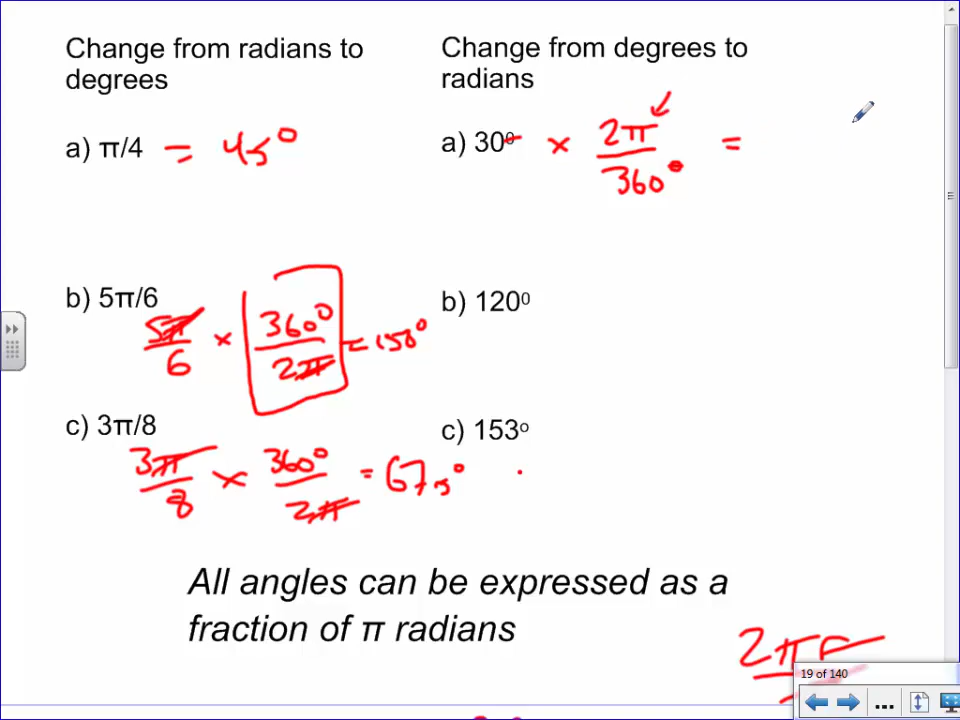 Change from radians to
degrees
a) π/4 = 45°
b) 5π/6
5π/6 × 360°/2π = 150°
c) 3π/8
3π/8 × 360°/2π = 67.5°
Change from degrees to
radians
a) 30⁰ × 2π/360° =
b) 120⁰
c) 153°
All angles can be expressed as a
fraction of π radians
2π
19 of 140